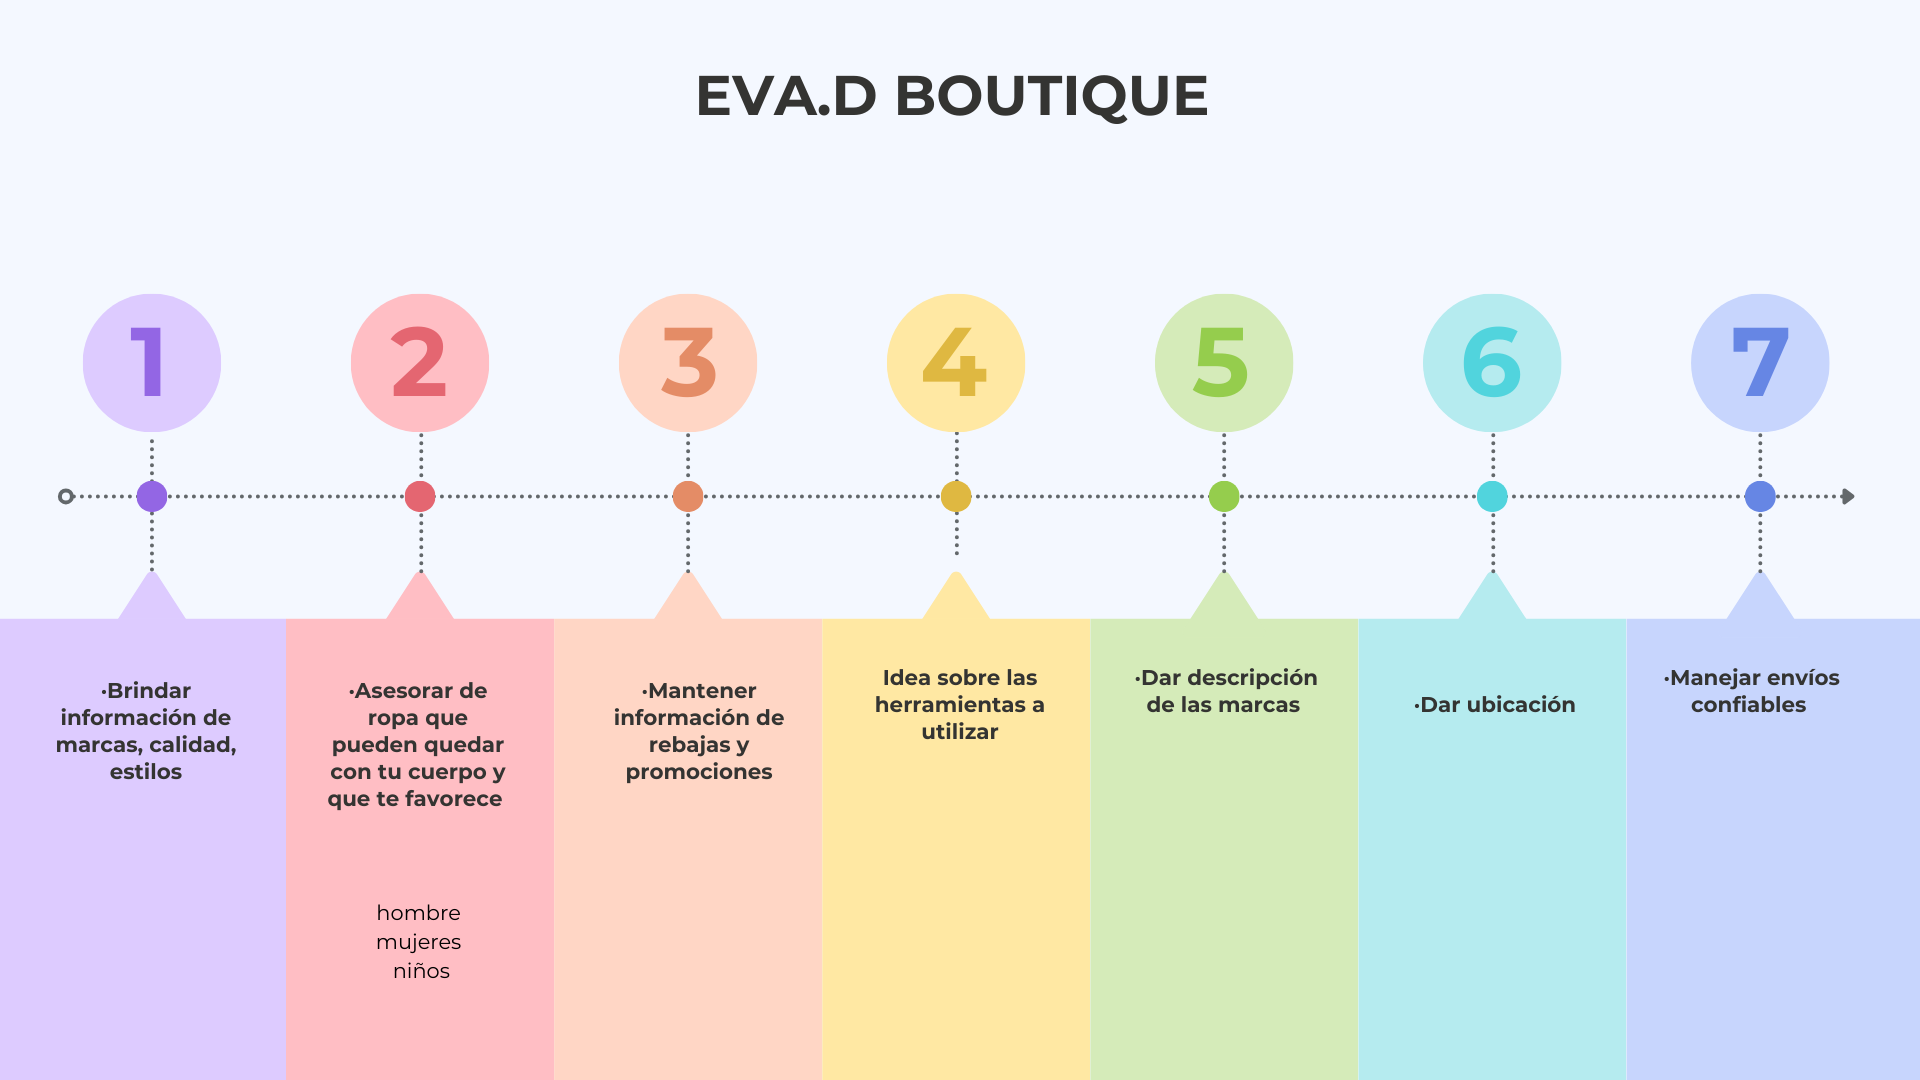 EVA.D BOUTIQUE
1
2
3
4
5
6
7
·Brindar
información de
marcas, calidad,
estilos
·Asesorar de
ropa que
pueden quedar
con tu cuerpo y
que te favorece
hombre
mujeres
niños
·Mantener
información de
rebajas y
promociones
Idea sobre las
herramientas a
utilizar
·Dar descripción
de las marcas
·Dar ubicación
·Manejar envíos
confiables